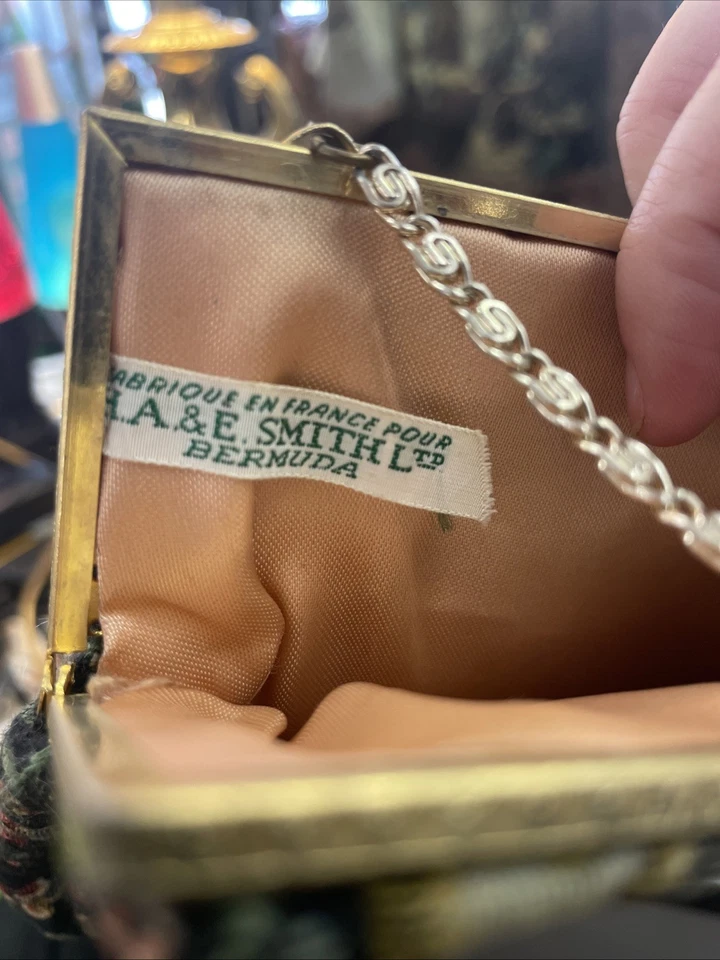 ABRIQUE EN FRANCE POUR
H.A. & E. SMITH LTD
BERMUDA